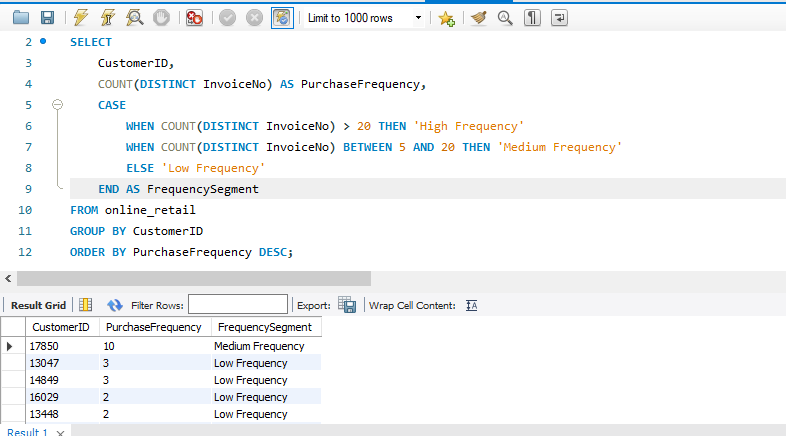 Limit to 1000 rows
2 SELECT
3 CustomerID,
4 COUNT(DISTINCT InvoiceNo) AS PurchaseFrequency,
5 CASE
6 WHEN COUNT(DISTINCT InvoiceNo) > 20 THEN 'High Frequency'
7 WHEN COUNT(DISTINCT InvoiceNo) BETWEEN 5 AND 20 THEN 'Medium Frequency'
8 ELSE 'Low Frequency'
9 END AS FrequencySegment
10 FROM online_retail
11 GROUP BY CustomerID
12 ORDER BY PurchaseFrequency DESC;
Result Grid Filter Rows: Export: Wrap Cell Content:
CustomerID PurchaseFrequency FrequencySegment
17850 10 Medium Frequency
13047 3 Low Frequency
14849 3 Low Frequency
16029 2 Low Frequency
13448 2 Low Frequency
Result 1